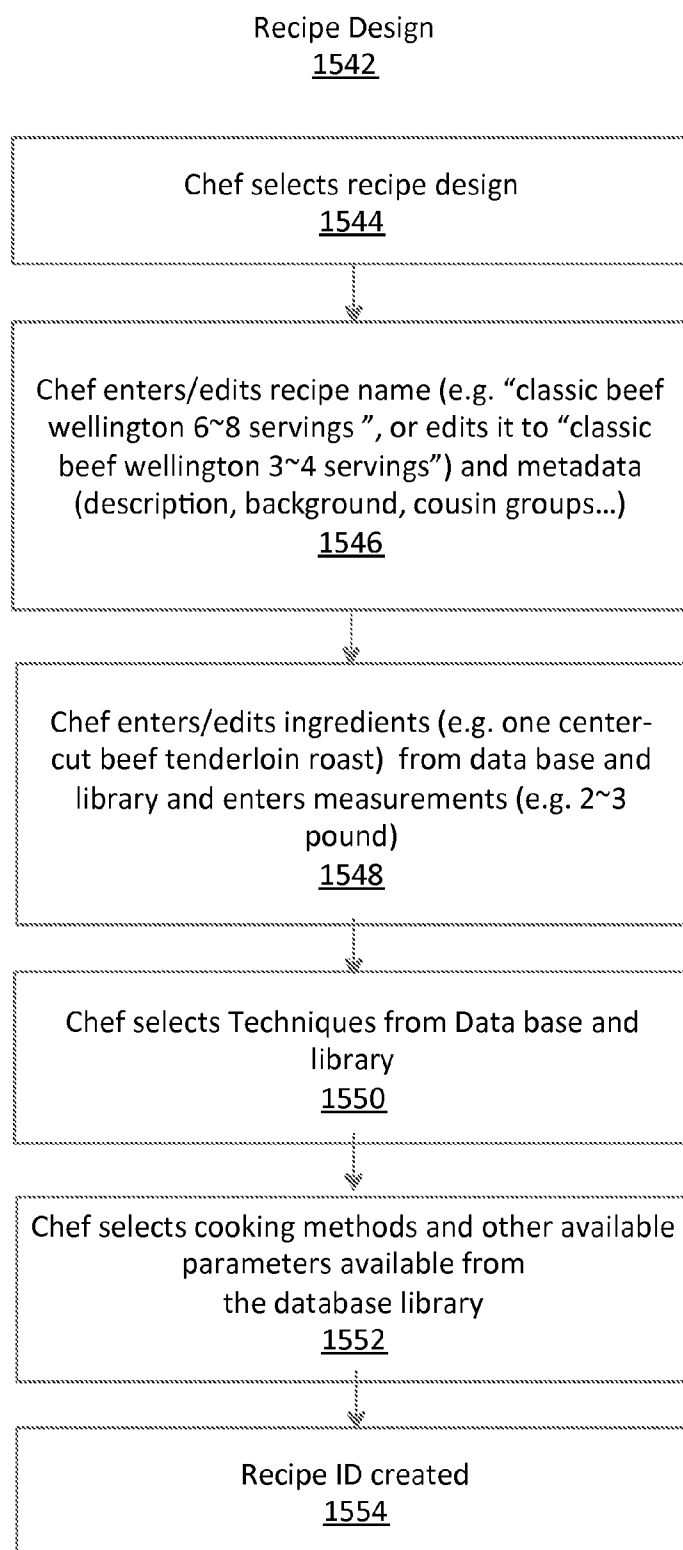 Recipe Design
1542
Chef selects recipe design
1544
Chef enters/edits recipe name (e.g. “classic beef
wellington 6~8 servings ”, or edits it to “classic
beef wellington 3~4 servings”) and metadata
(description, background, cousin groups…)
1546
Chef enters/edits ingredients (e.g. one center-
cut beef tenderloin roast)  from data base and
library and enters measurements (e.g. 2~3
pound)
1548
Chef selects Techniques from Data base and
library
1550
Chef selects cooking methods and other available
parameters available from
the database library
1552
Recipe ID created
1554